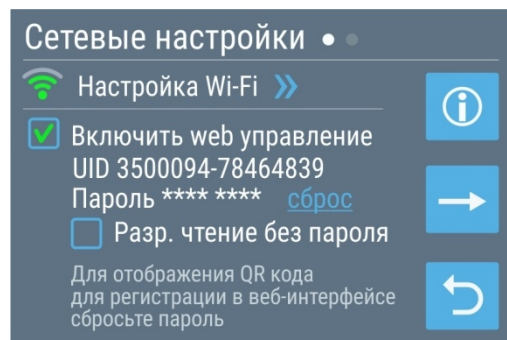 Сетевые настройки
Настройка Wi-Fi
Включить web управление
UID 3500094-78464839
Пароль **** **** сброс
Разр. чтение без пароля
Для отображения QR кода
для регистрации в веб-интерфейсе
сбросьте пароль